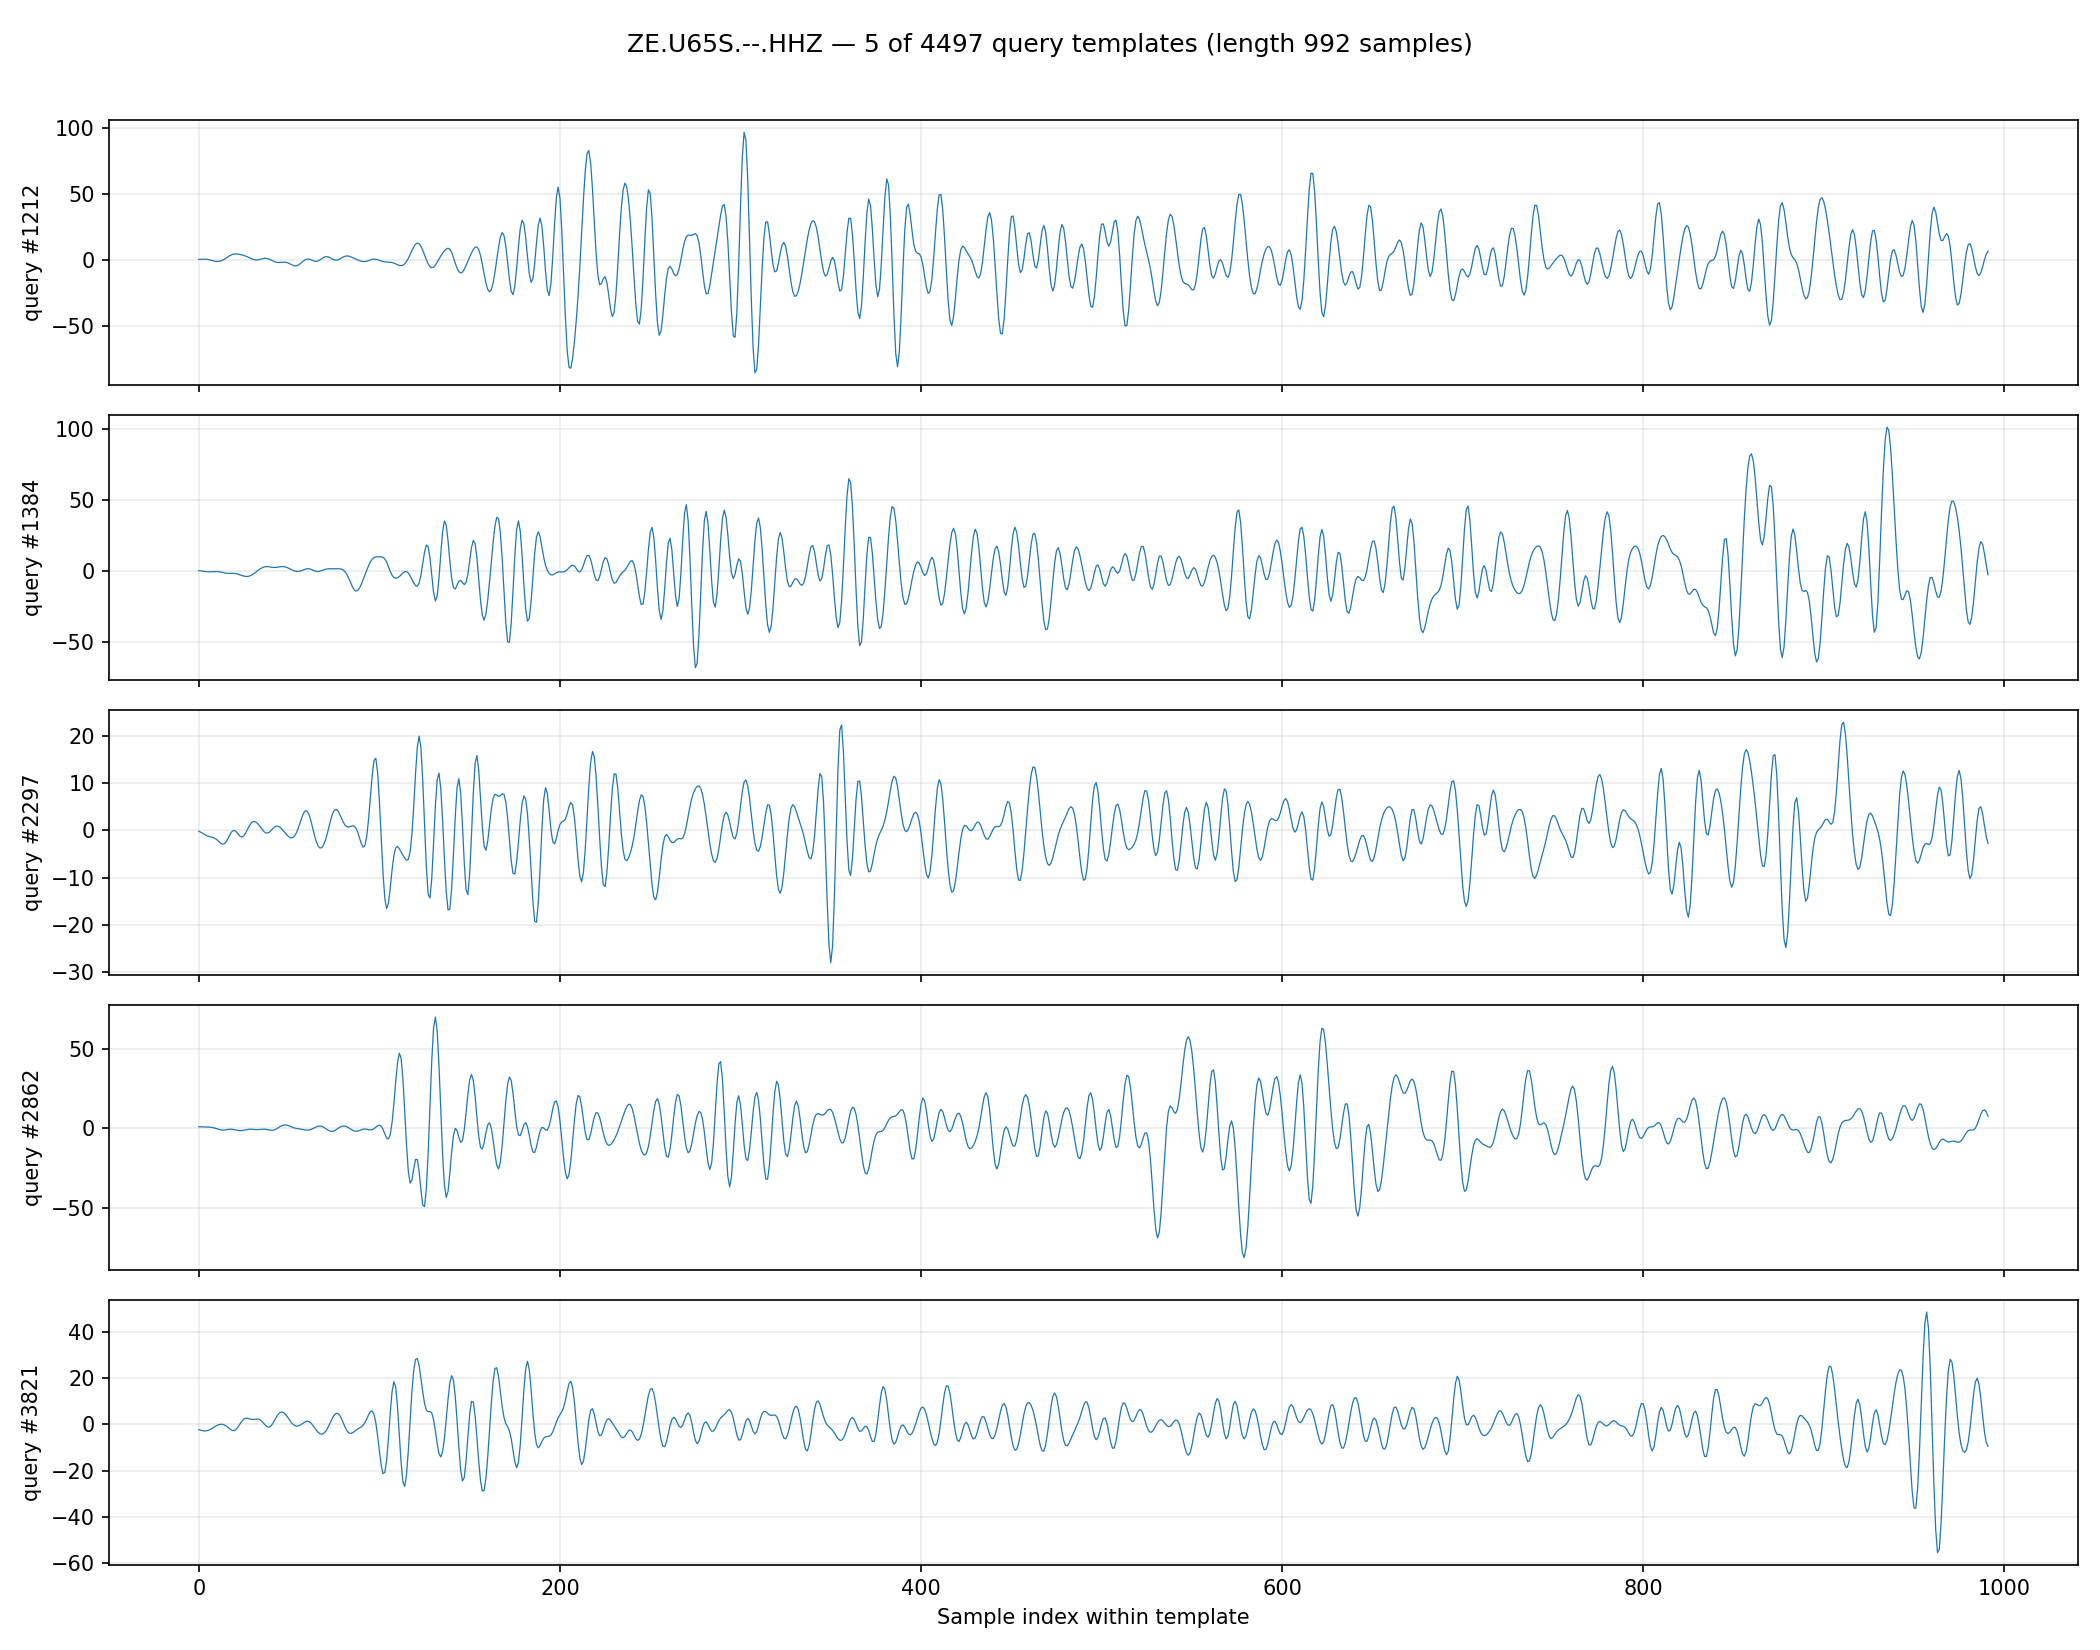 ZE.U65S.--.HHZ — 5 of 4497 query templates (length 992 samples)
100
50
0
−50
query #1212
100
50
0
−50
query #1384
20
10
0
−10
−20
−30
query #2297
50
0
−50
query #2862
40
20
0
−20
−40
−60
query #3821
0 200 400 600 800 1000
Sample index within template